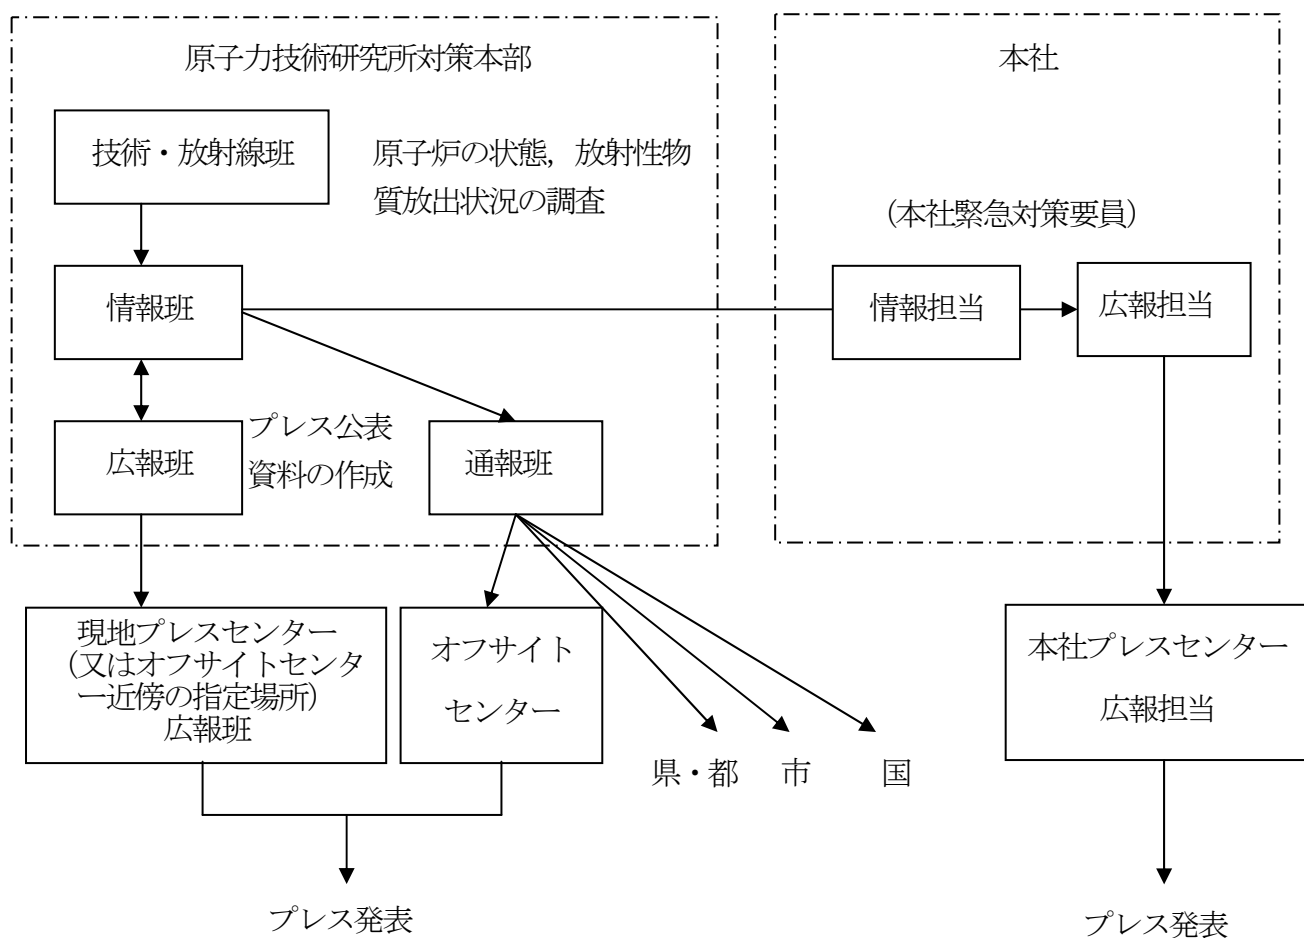 原子力技術研究所対策本部
本社
技術・放射線班
原子炉の状態，放射性物
質放出状況の調査
（本社緊急対策要員）
情報班
情報担当
広報担当
広報班
プレス公表
資料の作成
通報班
現地プレスセンター
（又はオフサイトセンタ
ー近傍の指定場所）
広報班
オフサイト
センター
本社プレスセンター
広報担当
県・都
市
国
プレス発表
プレス発表